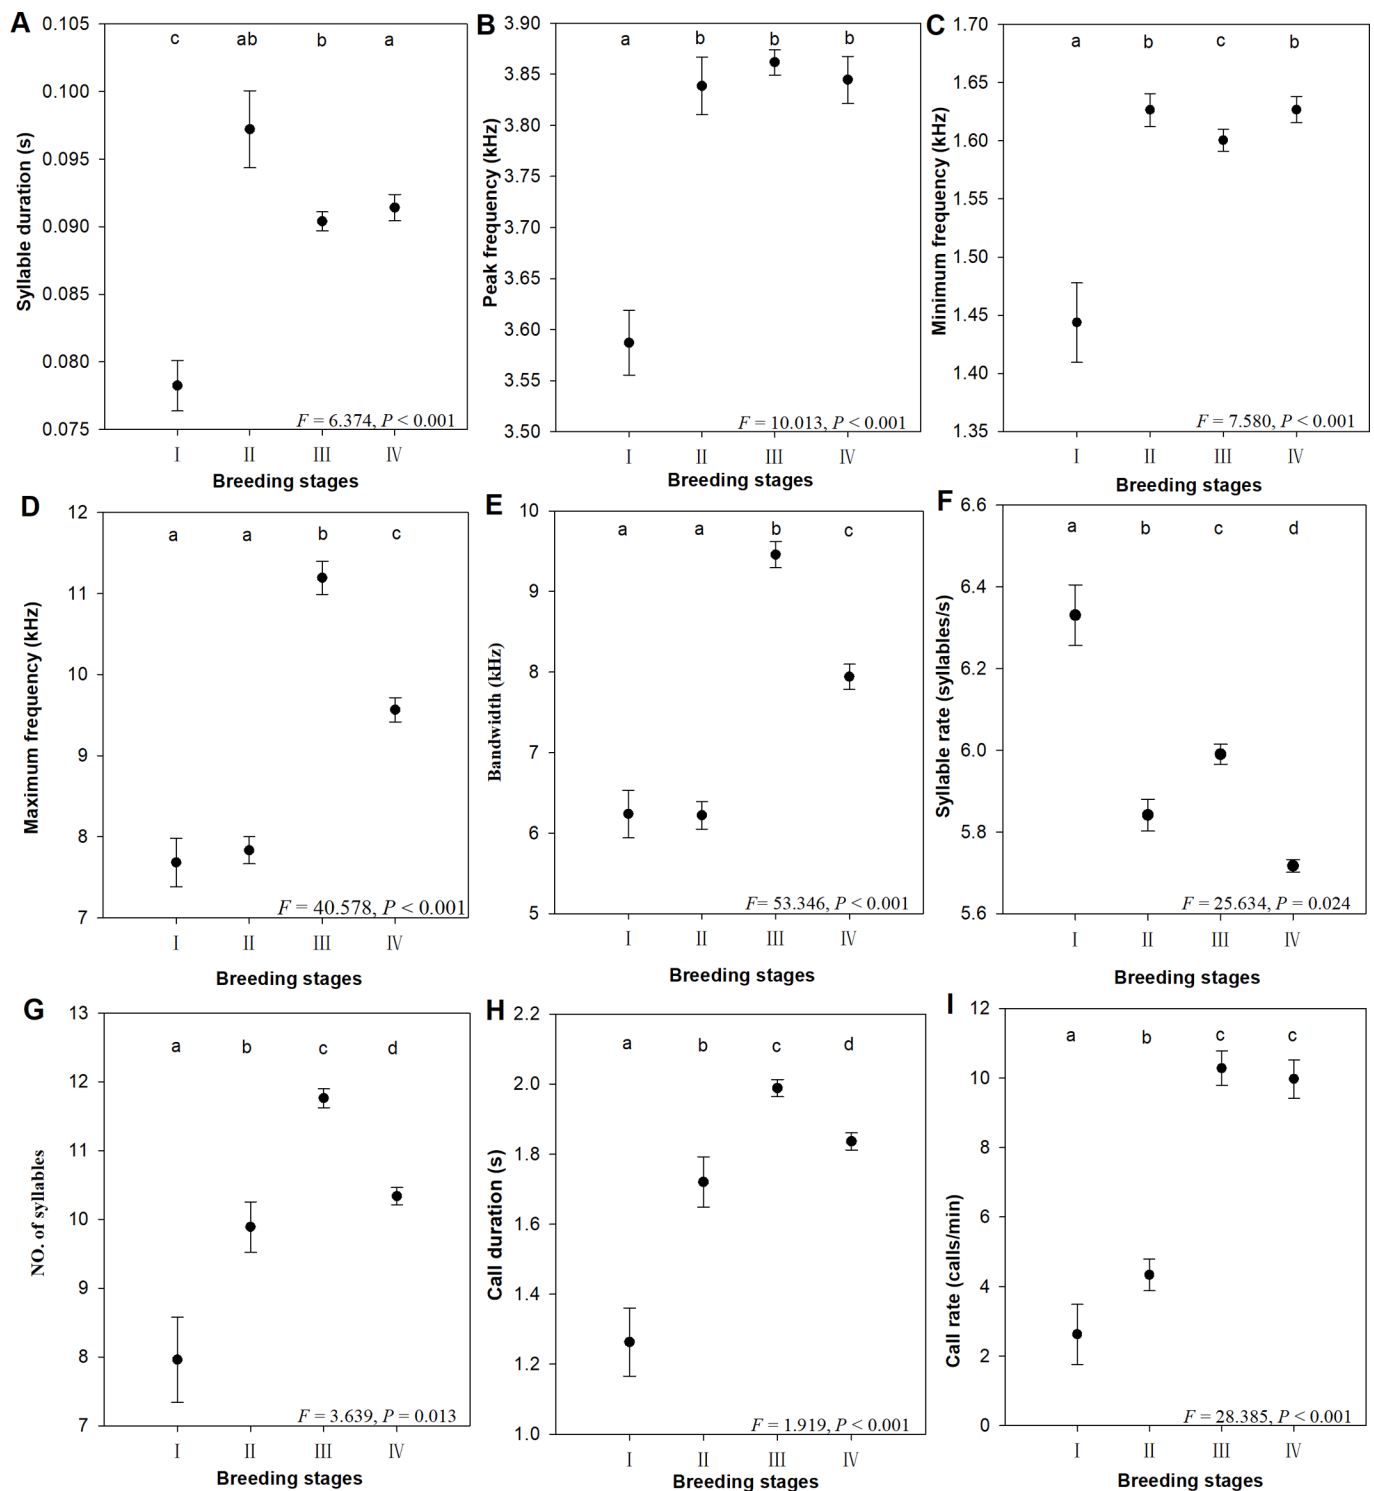 A
0.105
0.100
0.095
0.090
0.085
0.080
0.075
Syllable duration (s)
c ab b a
F = 6.374, P < 0.001
I II III IV
Breeding stages
B
3.90
3.85
3.80
3.75
3.70
3.65
3.60
3.55
3.50
Peak frequency (kHz)
a b b b
F = 10.013, P < 0.001
I II III IV
Breeding stages
C
1.70
1.65
1.60
1.55
1.50
1.45
1.40
1.35
Minimum frequency (kHz)
a b c b
F = 7.580, P < 0.001
I II III IV
Breeding stages
D
12
11
10
9
8
7
Maximum frequency (kHz)
a a b c
F = 40.578, P < 0.001
I II III IV
Breeding stages
E
10
9
8
7
6
5
Bandwidth (kHz)
a a b c
F= 53.346, P < 0.001
I II III IV
Breeding stages
F
6.6
6.4
6.2
6.0
5.8
5.6
Syllable rate (syllables/s)
a b c d
F = 25.634, P = 0.024
I II III IV
Breeding stages
G
13
12
11
10
9
8
7
NO. of syllables
a b c d
F = 3.639, P = 0.013
I II III IV
Breeding stages
H
2.2
2.0
1.8
1.6
1.4
1.2
1.0
Call duration (s)
a b c d
F = 1.919, P < 0.001
I II III IV
Breeding stages
I
12
10
8
6
4
2
0
Call rate (calls/min)
a b c c
F = 28.385, P < 0.001
I II III IV
Breeding stages